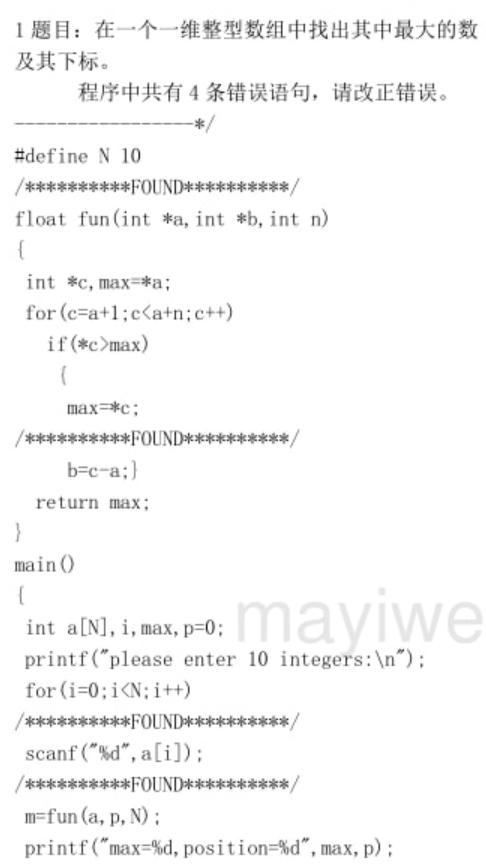 1 题目：在一个一维整型数组中找出其中最大的数
及其下标。
程序中共有 4 条错误语句，请改正错误。
-----------------*/
#define N 10
/**********FOUND**********/
float fun(int *a,int *b,int n)
{
int *c,max=*a;
for(c=a+1;c<a+n;c++)
if(*c>max)
{
max=*c;
/**********FOUND**********/
b=c-a;}
return max;
}
main()
{
int a[N],i,max,p=0;
printf("please enter 10 integers:\n");
for(i=0;i<N;i++)
/**********FOUND**********/
scanf("%d",a[i]);
/**********FOUND**********/
m=fun(a,p,N);
printf("max=%d,position=%d",max,p);
mayiwe